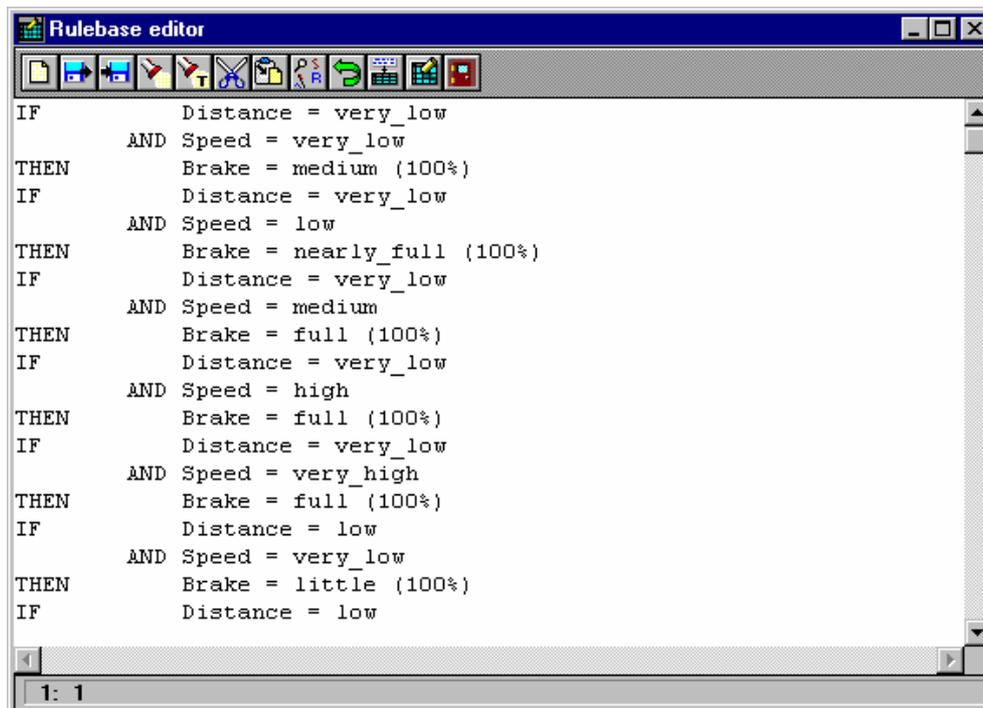 Rulebase editor
T
S
R
IF Distance = very_low
AND Speed = very_low
THEN Brake = medium (100%)
IF Distance = very_low
AND Speed = low
THEN Brake = nearly_full (100%)
IF Distance = very_low
AND Speed = medium
THEN Brake = full (100%)
IF Distance = very_low
AND Speed = high
THEN Brake = full (100%)
IF Distance = very_low
AND Speed = very_high
THEN Brake = full (100%)
IF Distance = low
AND Speed = very_low
THEN Brake = little (100%)
IF Distance = low
1: 1